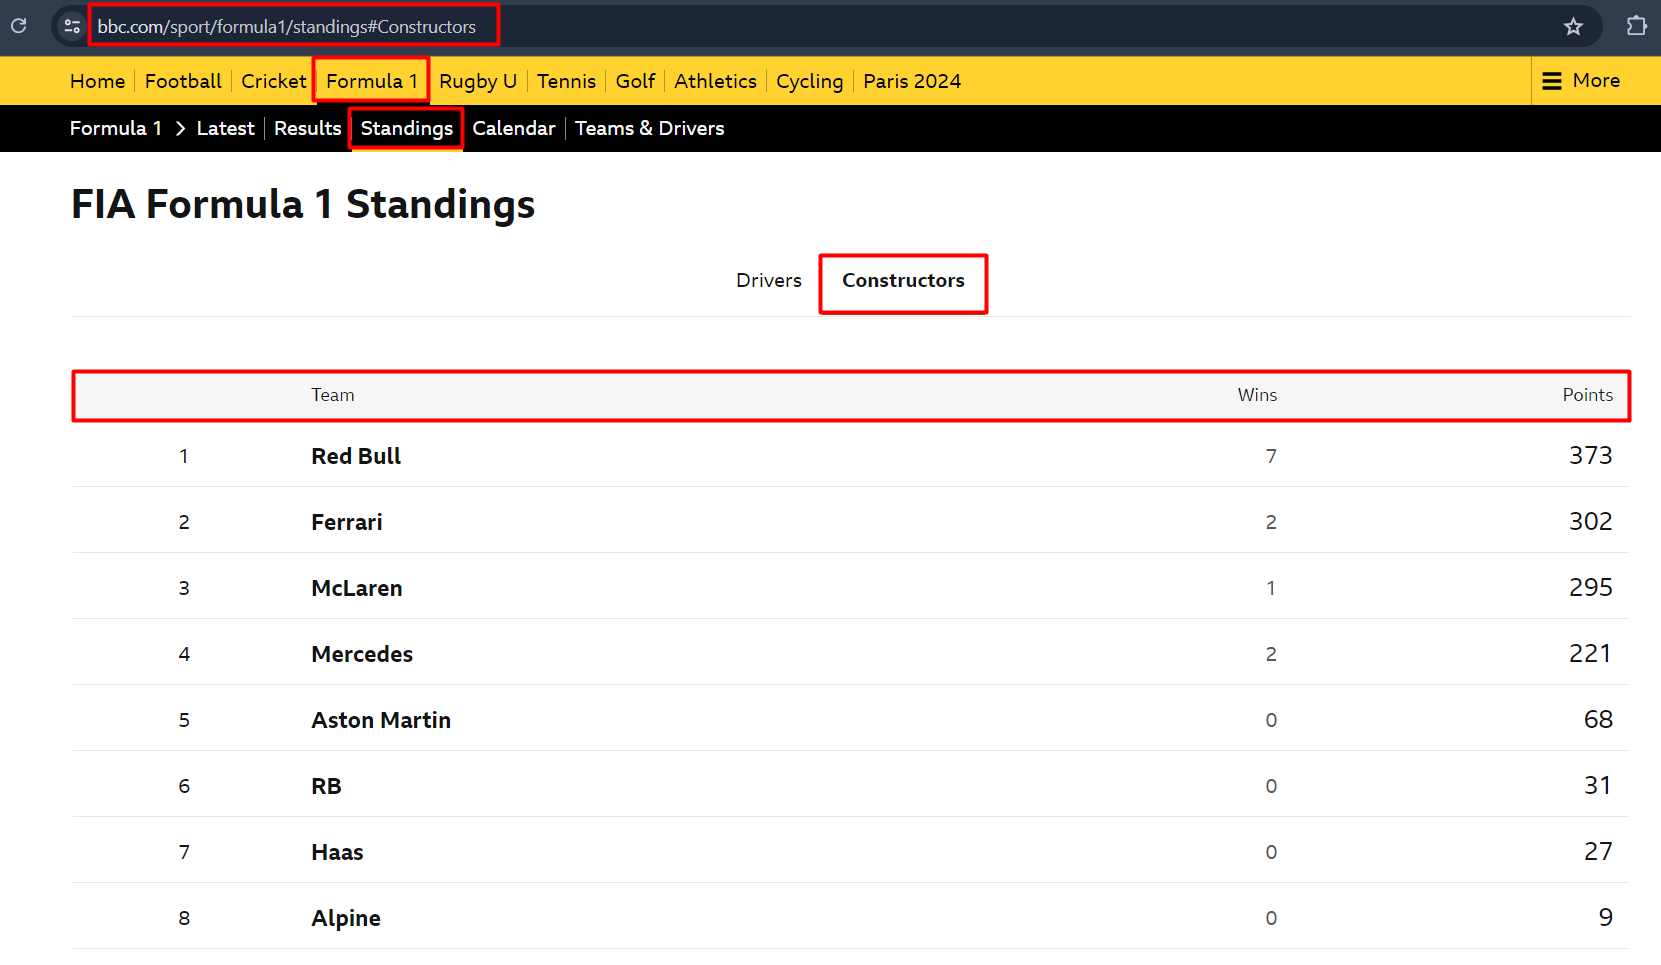 bbc.com/sport/formula1/standings#Constructors
Home Football Cricket Formula 1 Rugby U Tennis Golf Athletics Cycling Paris 2024 More
Formula 1 Latest Results Standings Calendar Teams & Drivers
FIA Formula 1 Standings
Drivers Constructors
Team Wins Points
1 Red Bull 7 373
2 Ferrari 2 302
3 McLaren 1 295
4 Mercedes 2 221
5 Aston Martin 0 68
6 RB 0 31
7 Haas 0 27
8 Alpine 0 9